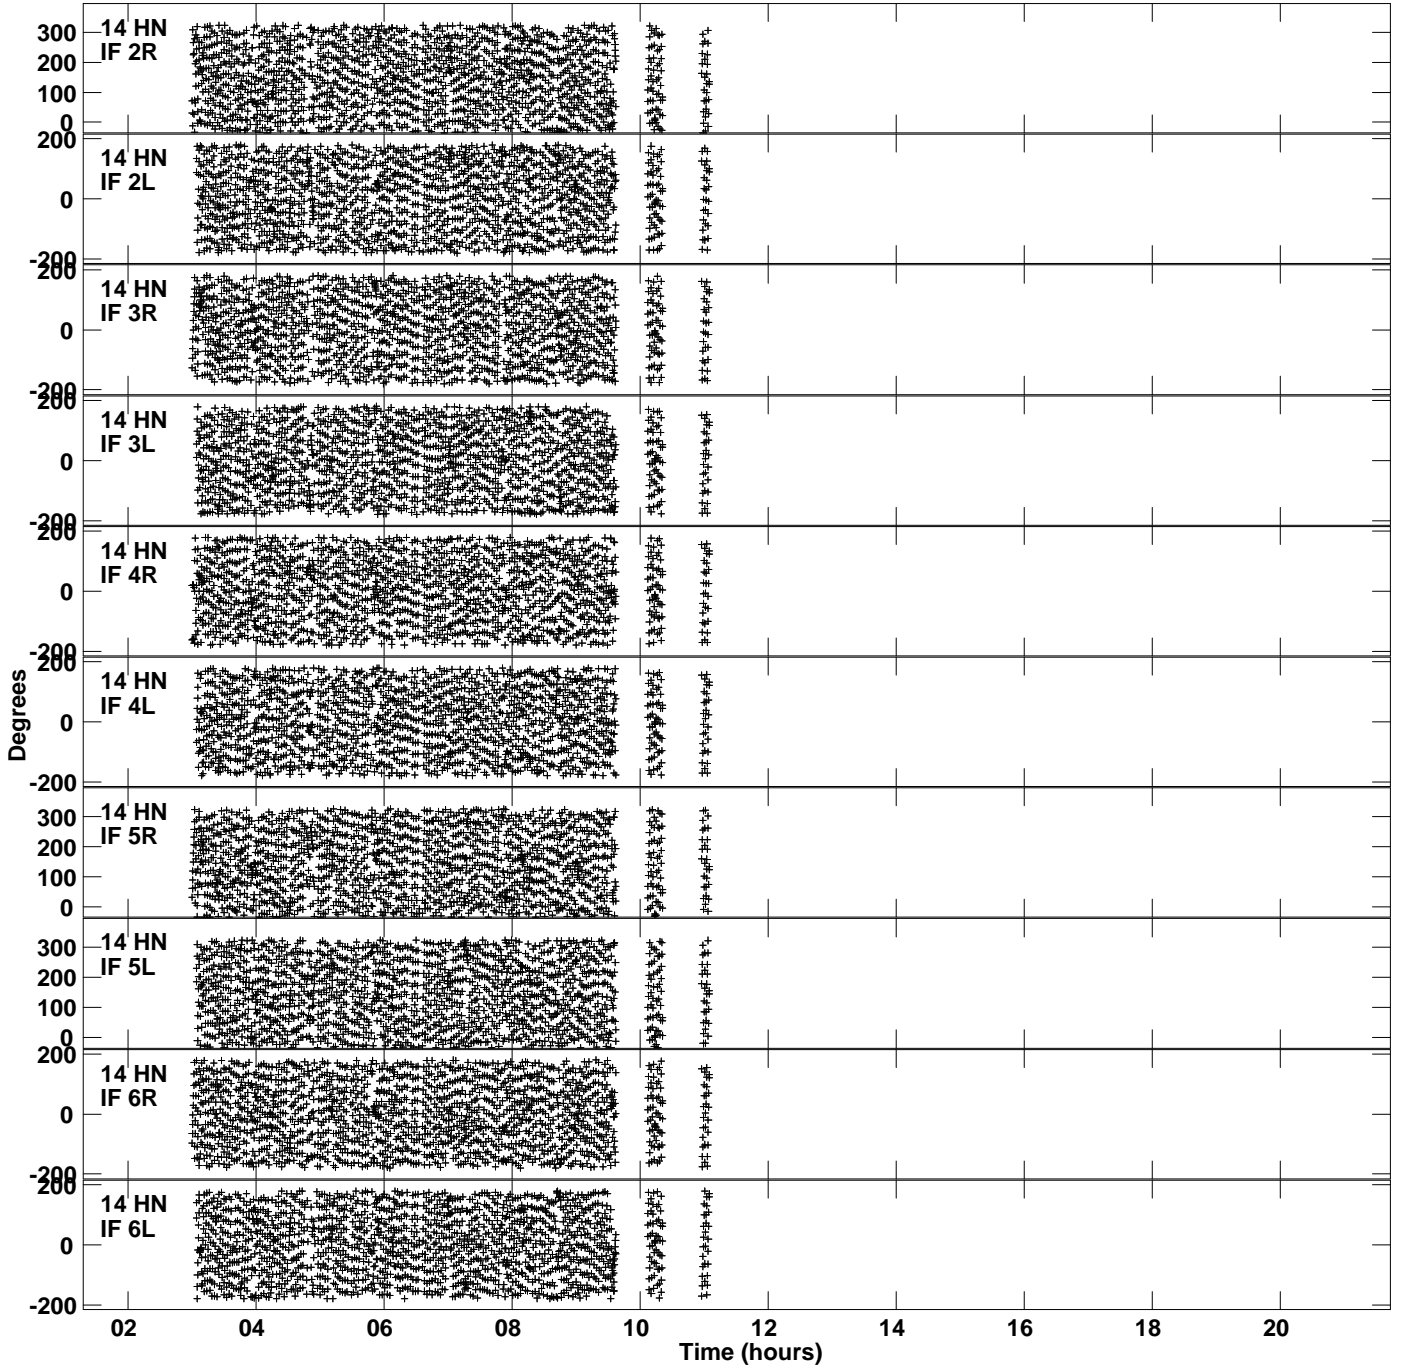 14 HN
IF 2R
300
200
100
0
14 HN
IF 2L
200
0
-200
14 HN
IF 3R
200
0
-200
14 HN
IF 3L
200
0
-200
14 HN
IF 4R
200
0
-200
14 HN
IF 4L
200
0
-200
Degrees
14 HN
IF 5R
300
200
100
0
14 HN
IF 5L
300
200
100
0
14 HN
IF 6R
200
0
-200
14 HN
IF 6L
200
0
-200
02 04 06 08 10 12 14 16 18 20
Time (hours)